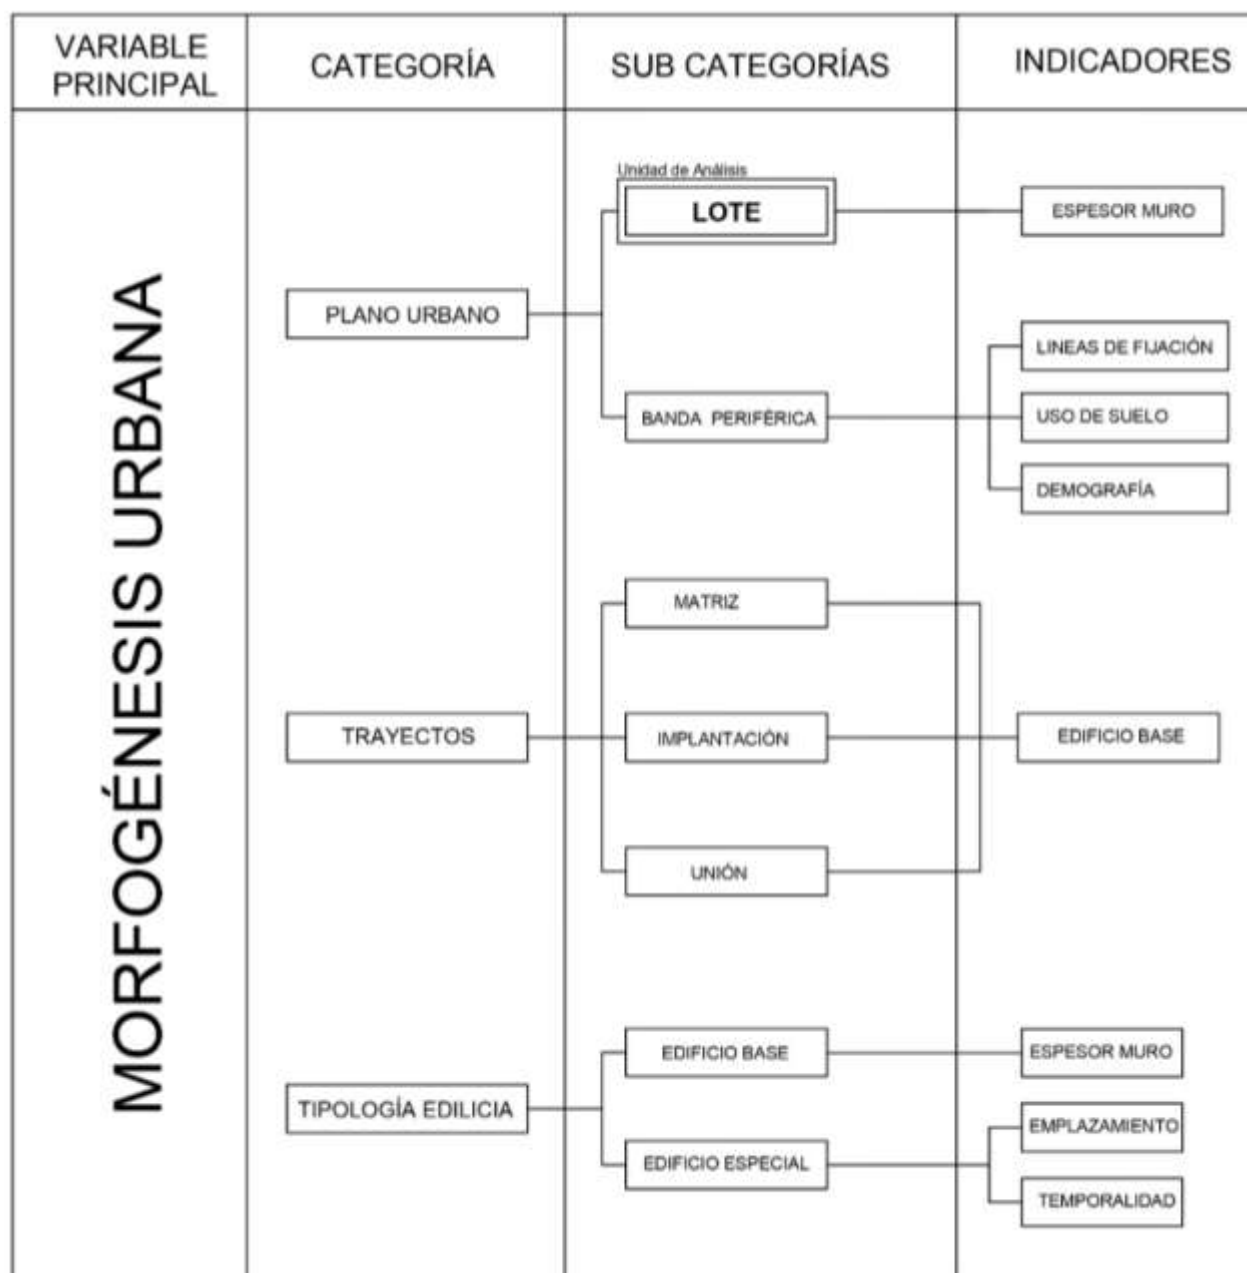 VARIABLE
PRINCIPAL
CATEGORÍA
SUB CATEGORÍAS
INDICADORES
MORFOGÉNESIS URBANA
PLANO URBANO
Unidad de Análisis
LOTE
ESPESOR MURO
BANDA PERIFÉRICA
LINEAS DE FIJACIÓN
USO DE SUELO
DEMOGRAFÍA
TRAYECTOS
MATRIZ
IMPLANTACIÓN
UNIÓN
EDIFICIO BASE
TIPOLOGÍA EDILICIA
EDIFICIO BASE
ESPESOR MURO
EDIFICIO ESPECIAL
EMPLAZAMIENTO
TEMPORALIDAD